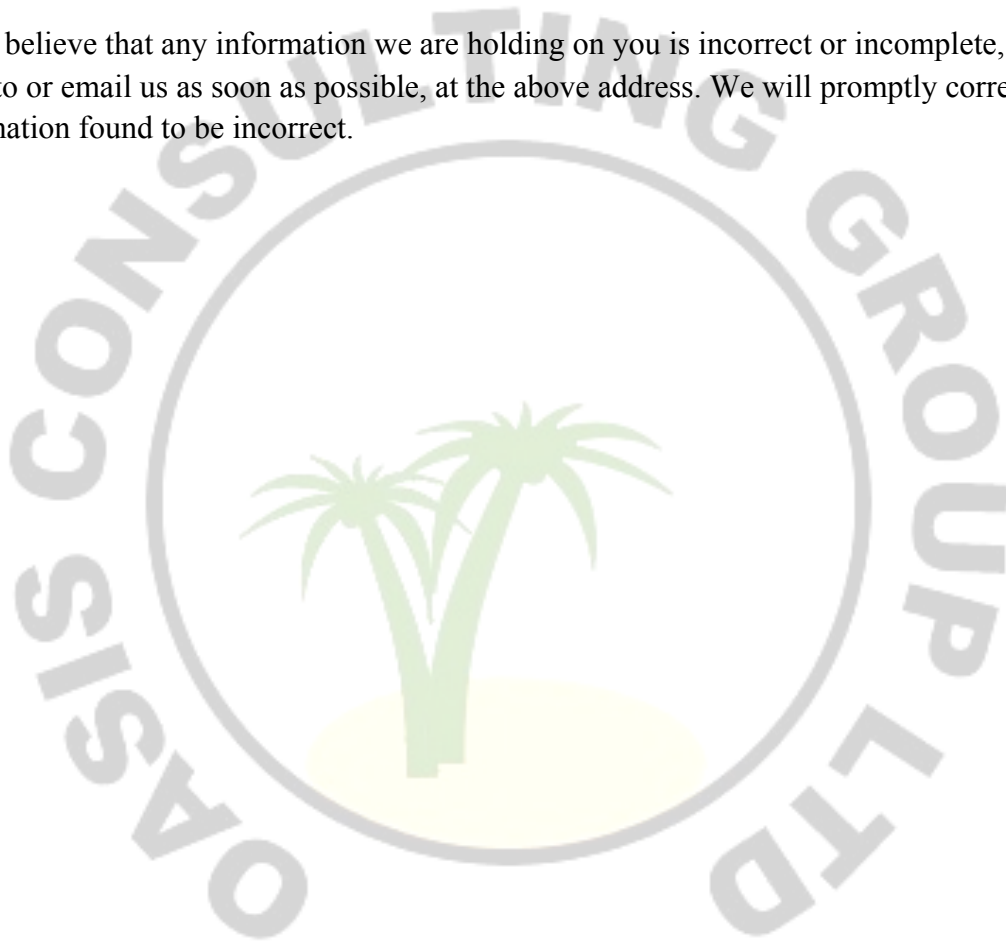 believe that any information we are holding on you is incorrect or incomplete,
to or email us as soon as possible, at the above address. We will promptly corre
nation found to be incorrect.
OASIS CONSULTING GROUP LTD